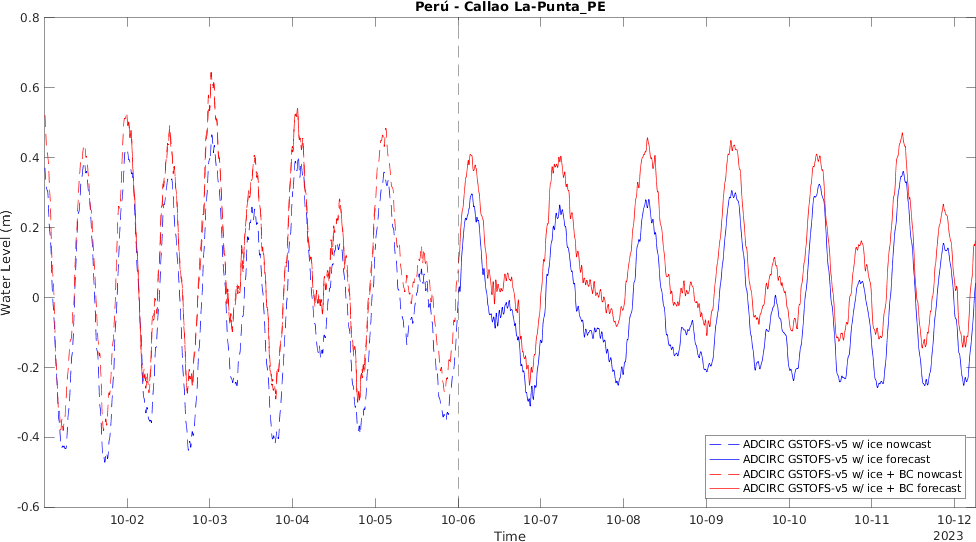 Perú - Callao La-Punta_PE
0.8
0.6
0.4
0.2
0
-0.2
-0.4
-0.6
Water Level (m)
ADCIRC GSTOFS-v5 w/ ice nowcast
ADCIRC GSTOFS-v5 w/ ice forecast
ADCIRC GSTOFS-v5 w/ ice + BC nowcast
ADCIRC GSTOFS-v5 w/ ice + BC forecast
10-02 10-03 10-04 10-05 10-06 10-07 10-08 10-09 10-10 10-11 10-12
Time
2023